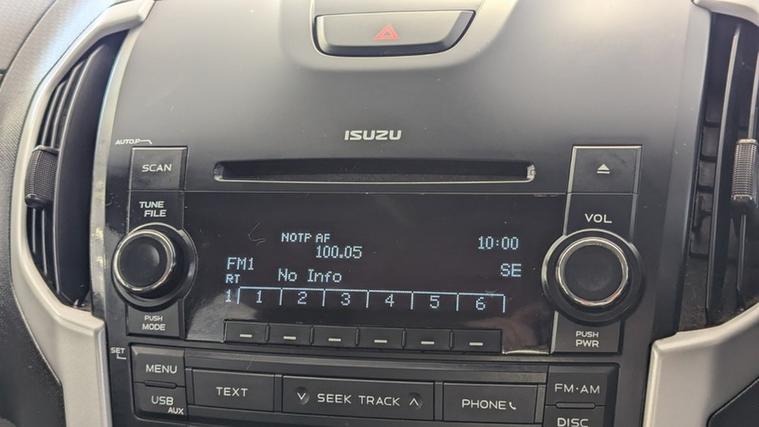 ISUZU
AUTO.P
SCAN
TUNE
FILE
VOL
NOTP AF
100.05
10:00
FM1
RT
No Info
SE
1 1 2 3 4 5 6
PUSH
MODE
PUSH
PWR
SET
MENU
USB
AUX
TEXT
SEEK TRACK
PHONE
FM·AM
DISC